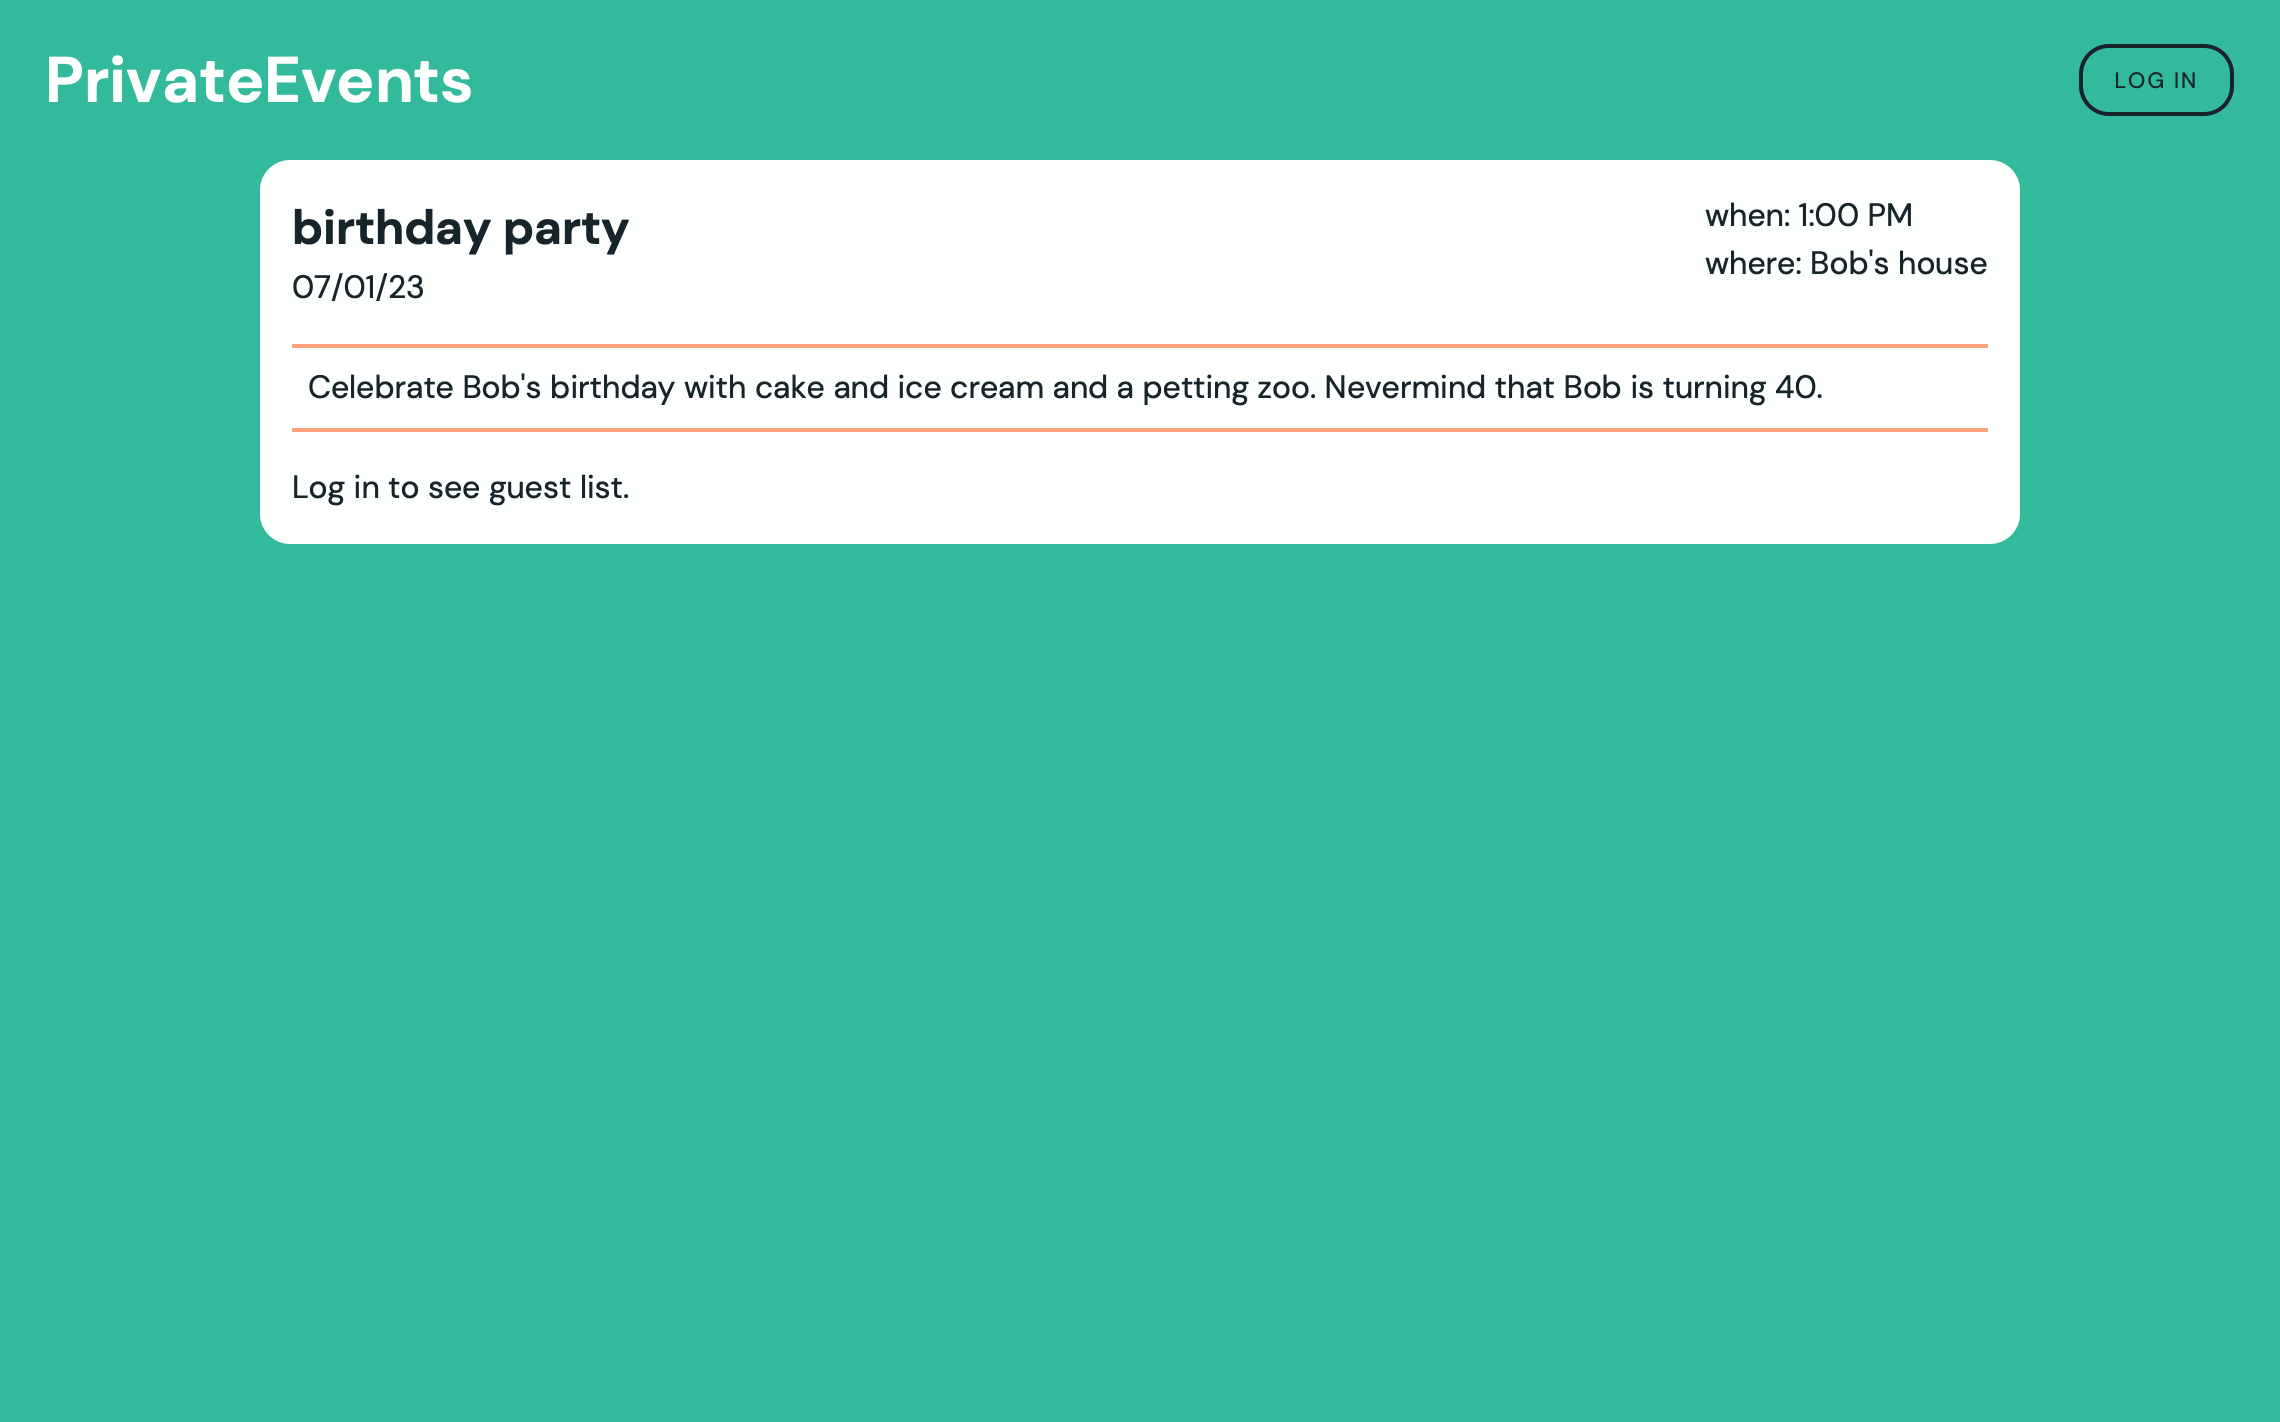 PrivateEvents
LOG IN
birthday party
07/01/23
when: 1:00 PM
where: Bob's house
Celebrate Bob's birthday with cake and ice cream and a petting zoo. Nevermind that Bob is turning 40.
Log in to see guest list.